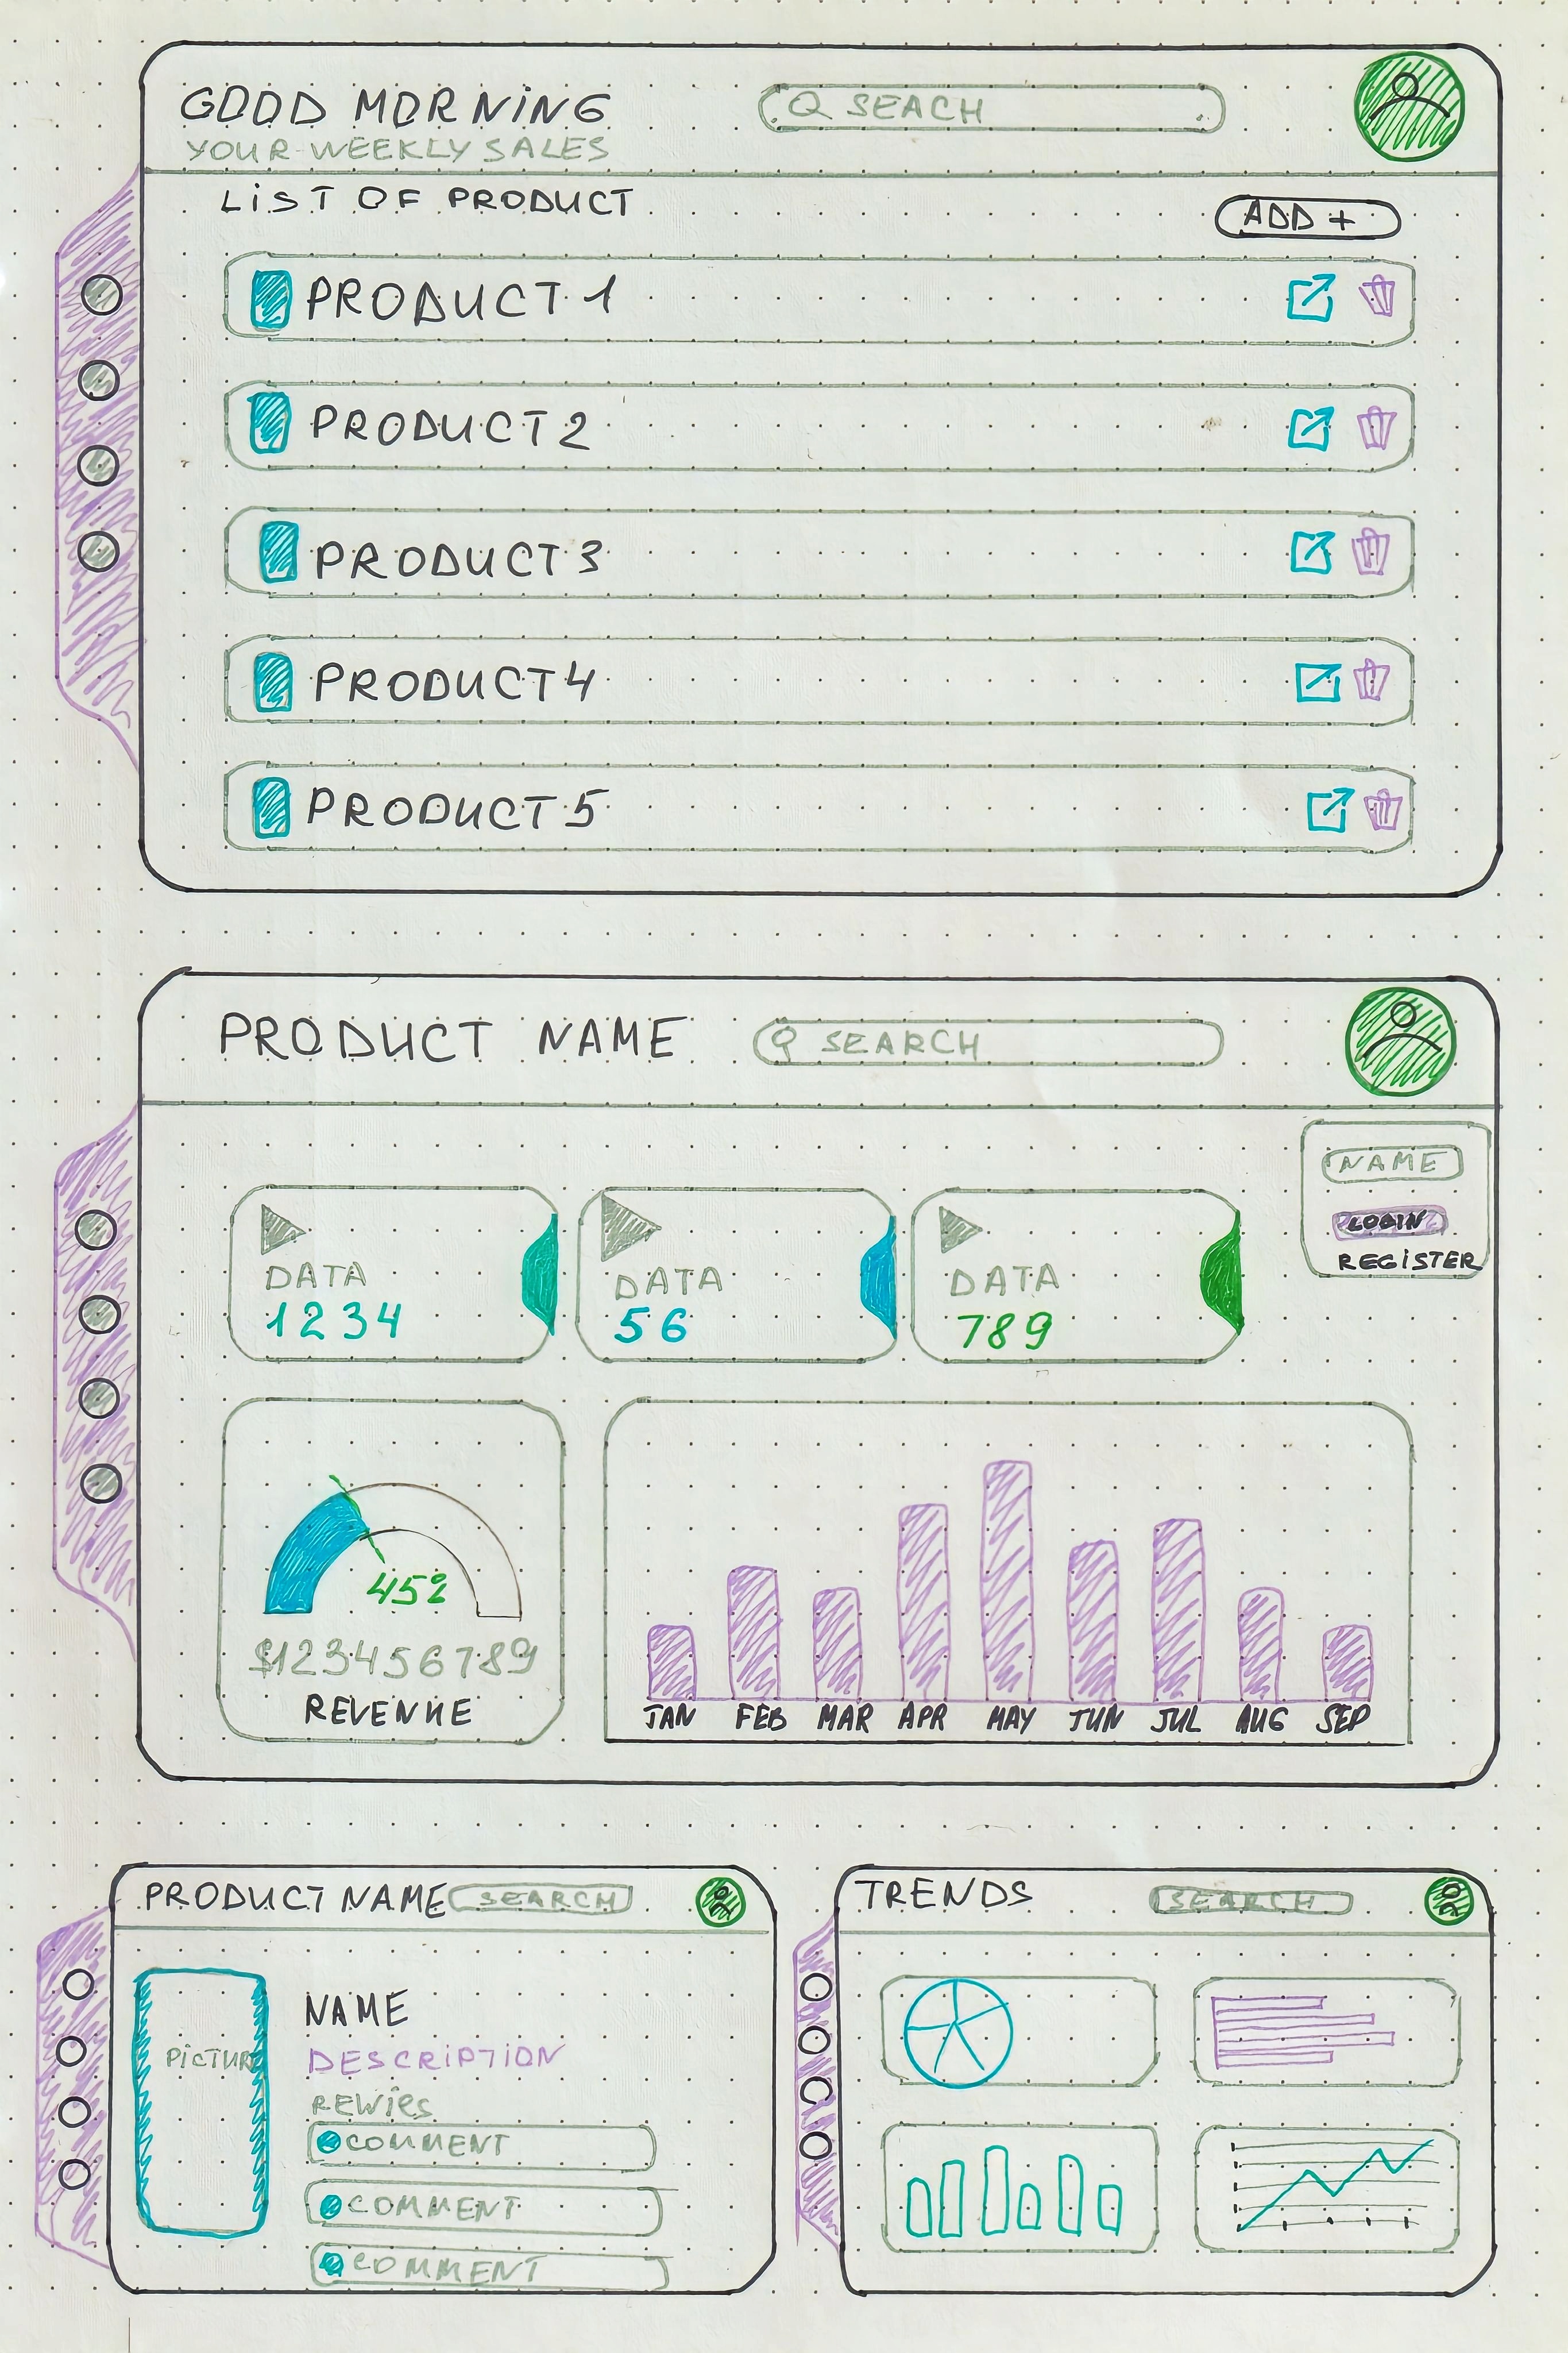 GOOD MORNING
Q SEACH
YOUR WEEKLY SALES
LIST OF PRODUCT
ADD +
PRODUCT 1
PRODUCT 2
PRODUCT 3
PRODUCT 4
PRODUCT 5
PRODUCT NAME
SEARCH
NAME
LOGIN
REGISTER
DATA
1234
DATA
56
DATA
789
45%
$123456789
REVENUE
JAN FEB MAR APR MAY JUN JUL AUG SEP
PRODUCT NAME
SEARCH
PICTURE
NAME
DESCRIPTION
REWIES
COMMENT
COMMENT
COMMENT
TRENDS
SEARCH